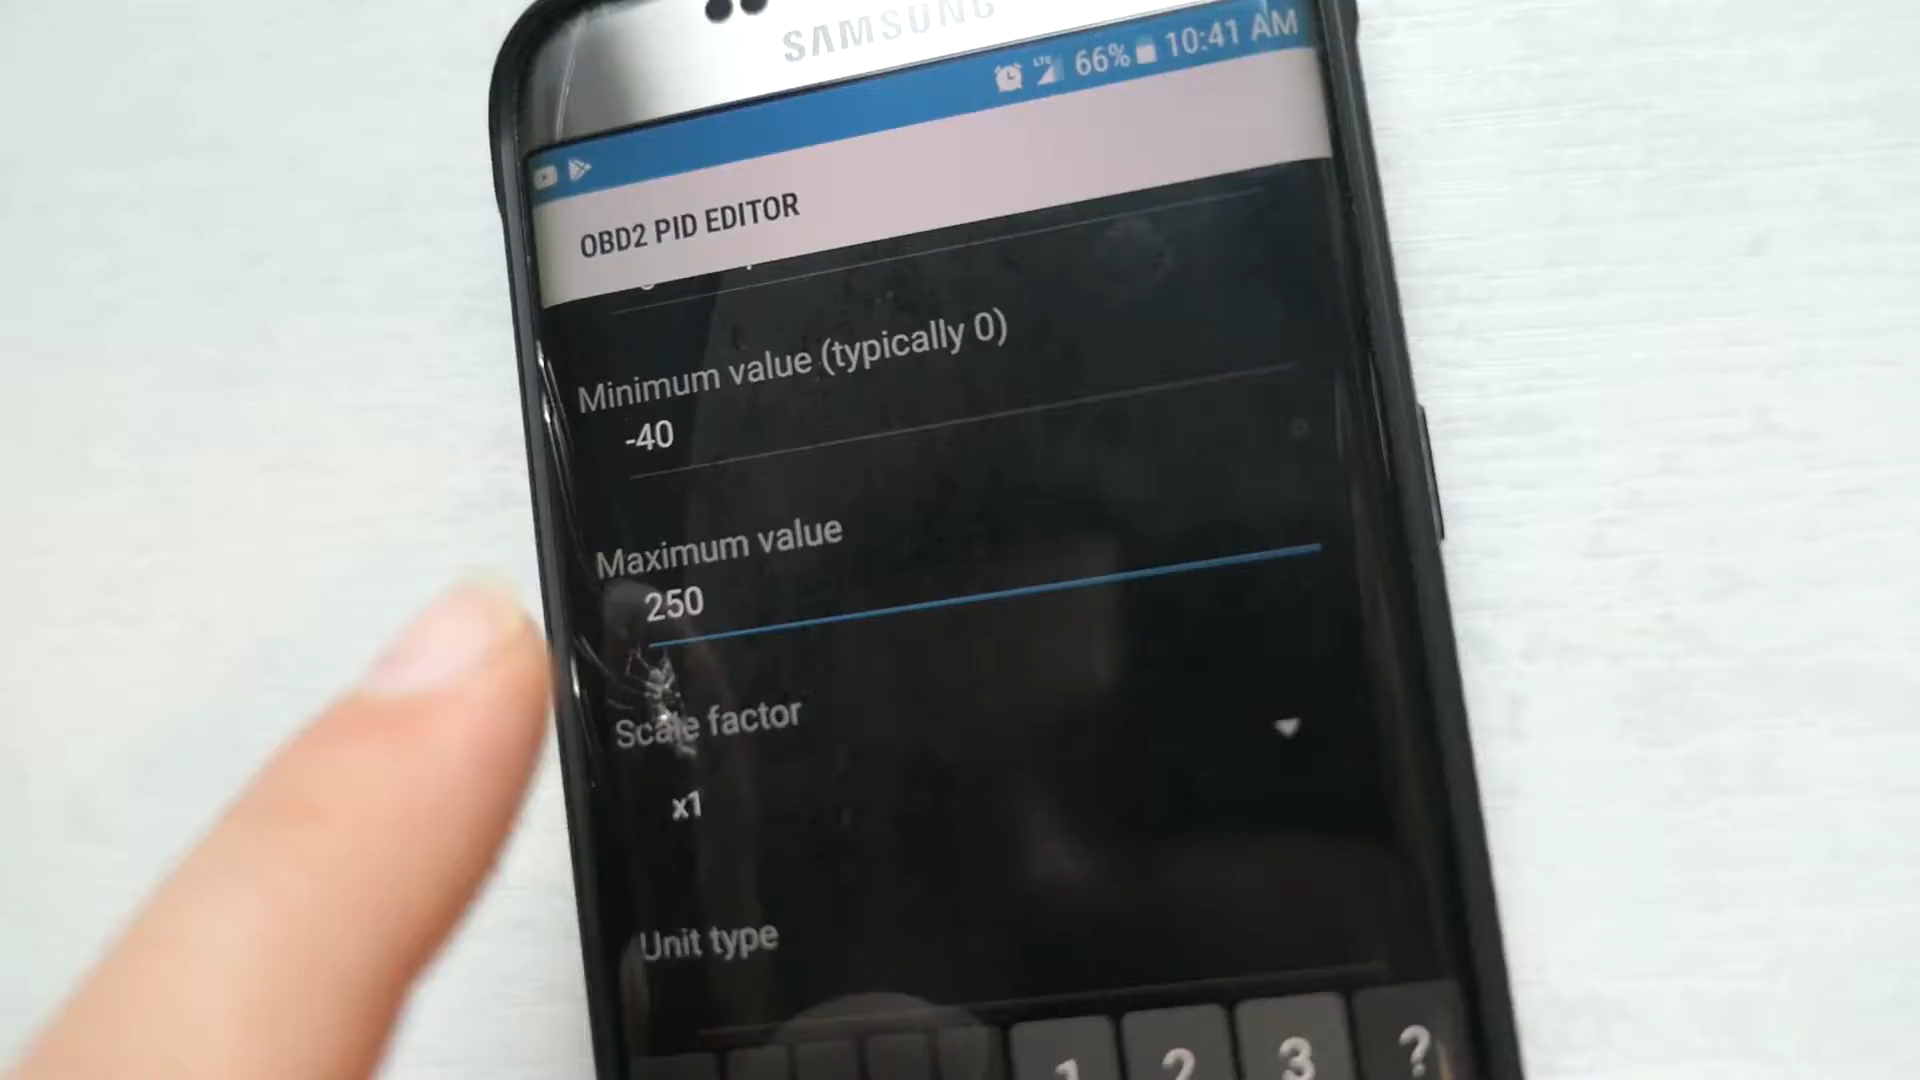 SAMSUNG
LTE 66% 10:41 AM
OBD2 PID EDITOR
Minimum value (typically 0)
-40
Maximum value
250
Scale factor
x1
Unit type
1 2 3 ?